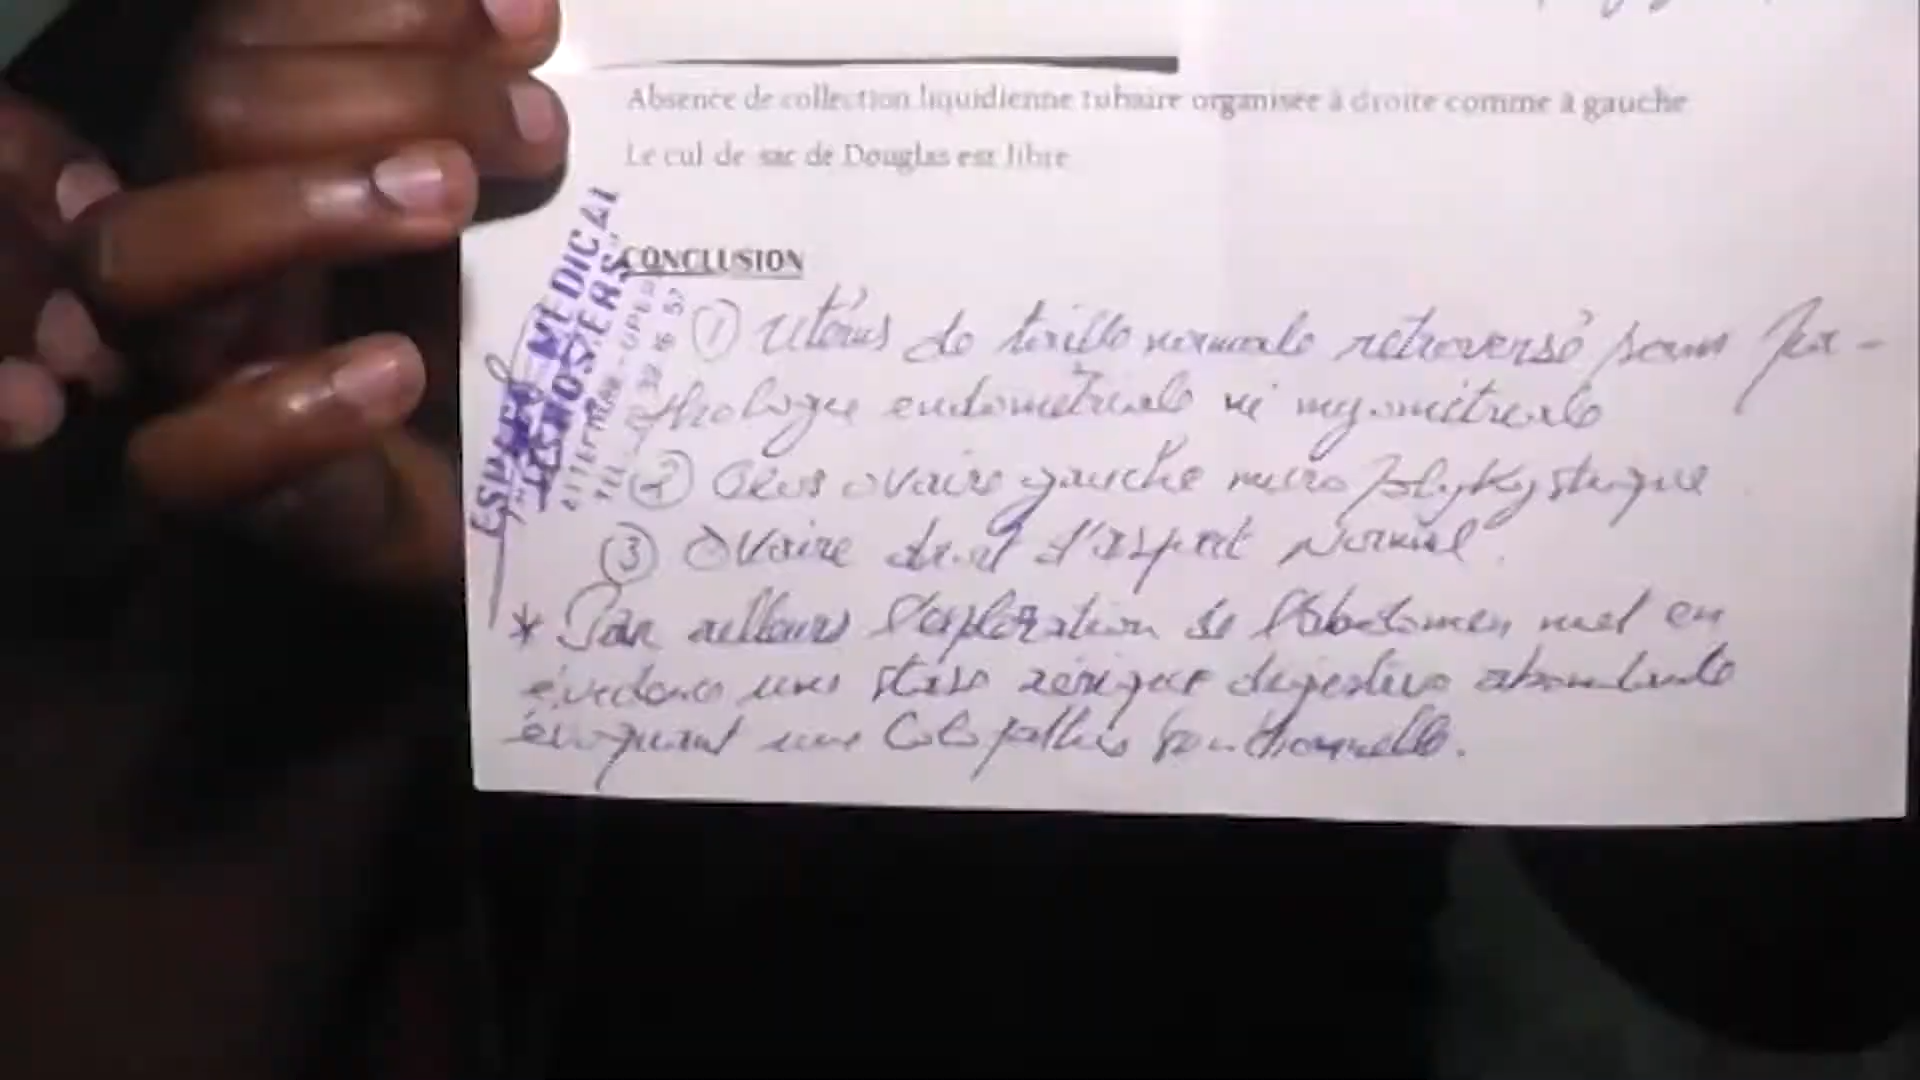 Absence de collection liquidienne tubaire organisée à droite comme à gauche
Le cul de sac de Douglas est libre
CONCLUSION
① Utérus de taille normale retroversé sans Pa-
thologie endométriale ni myométriale
② Gros ovaire gauche micro polykystique
③ Ovaire droit d'aspect Normal.
* Par ailleurs l'exploration de l'abdomen met en
évidence une stase aérique digestive abondante
évoquant une Colopathie fonctionnelle.
MEDICAL